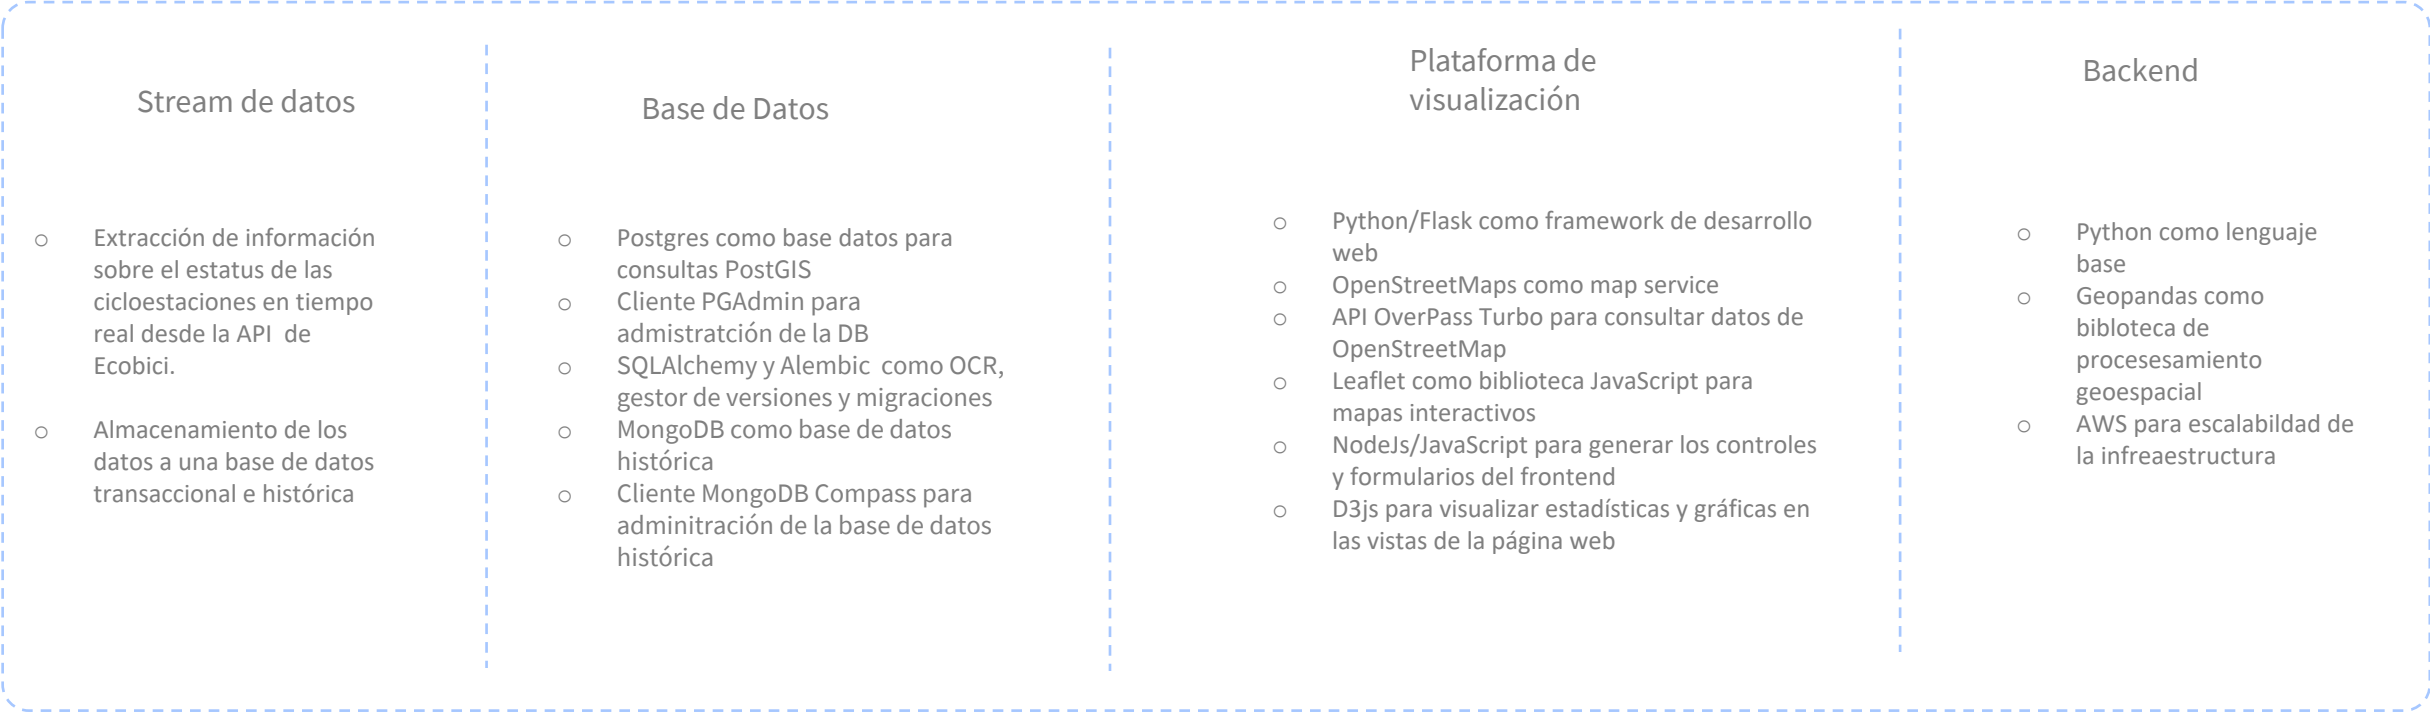 Stream de datos
○ Extracción de información
sobre el estatus de las
cicloestaciones en tiempo
real desde la API  de
Ecobici.
○ Almacenamiento de los
datos a una base de datos
transaccional e histórica
Base de Datos
○ Postgres como base datos para
consultas PostGIS
○ Cliente PGAdmin para
admistratción de la DB
○ SQLAlchemy y Alembic  como OCR,
gestor de versiones y migraciones
○ MongoDB como base de datos
histórica
○ Cliente MongoDB Compass para
adminitración de la base de datos
histórica
Plataforma de
visualización
○ Python/Flask como framework de desarrollo
web
○ OpenStreetMaps como map service
○ API OverPass Turbo para consultar datos de
OpenStreetMap
○ Leaflet como biblioteca JavaScript para
mapas interactivos
○ NodeJs/JavaScript para generar los controles
y formularios del frontend
○ D3js para visualizar estadísticas y gráficas en
las vistas de la página web
Backend
○ Python como lenguaje
base
○ Geopandas como
bibloteca de
procesesamiento
geoespacial
○ AWS para escalabildad de
la infreaestructura